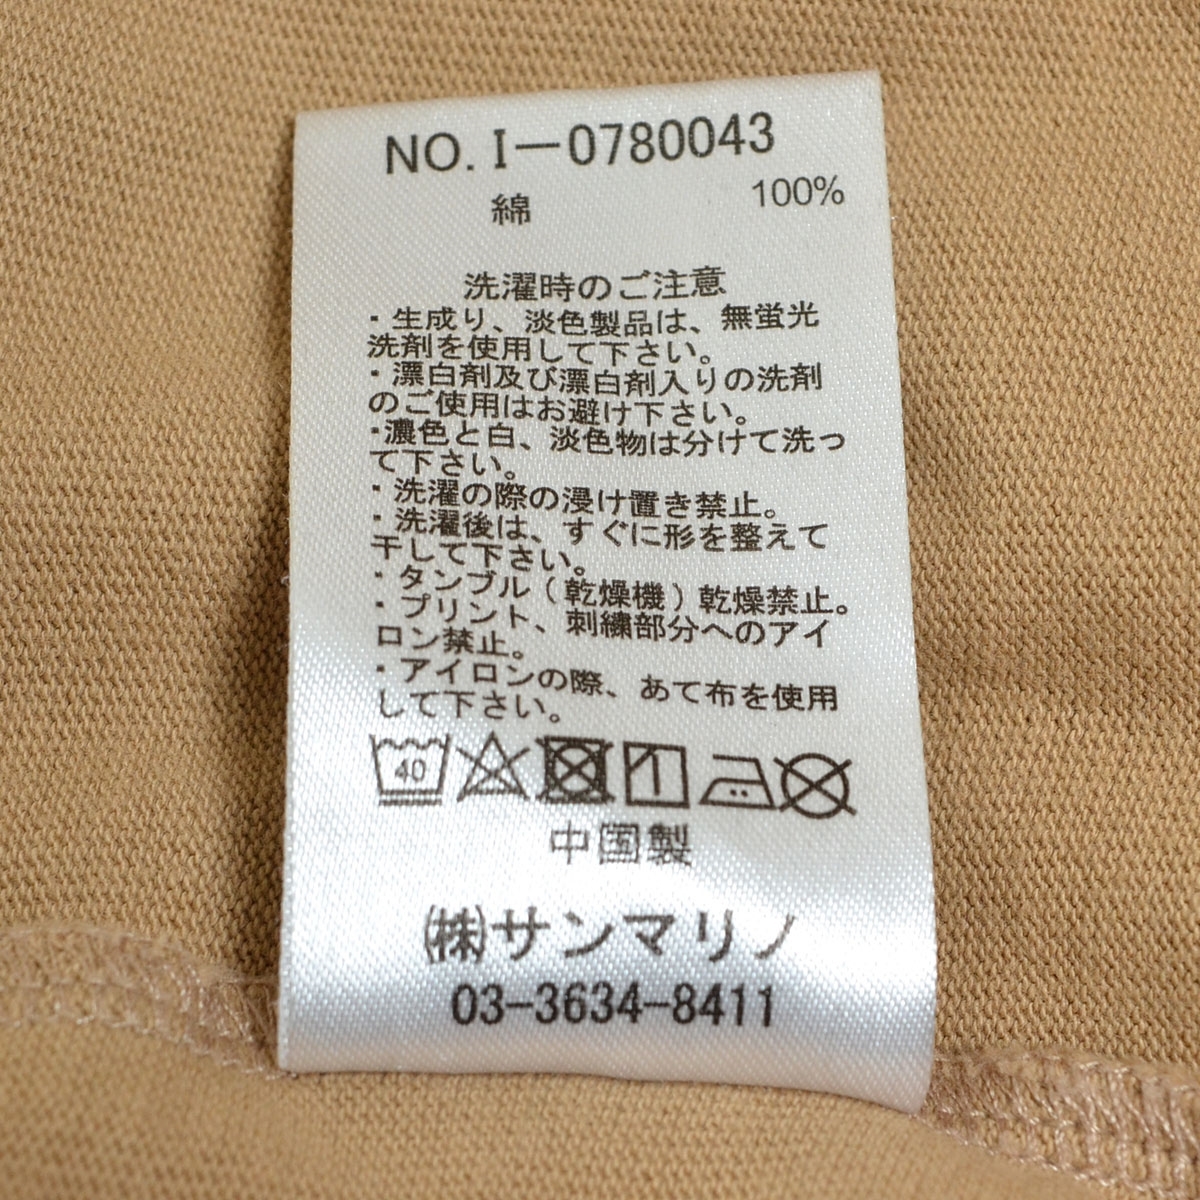 NO. I－0780043
綿 100%
洗濯時のご注意
・生成り、淡色製品は、無蛍光
洗剤を使用して下さい。
・漂白剤及び漂白剤入りの洗剤
のご使用はお避け下さい。
・濃色と白、淡色物は分けて洗っ
て下さい。
・洗濯の際の浸け置き禁止。
・洗濯後は、すぐに形を整えて
干して下さい。
・タンブル（乾燥機）乾燥禁止。
・プリント、刺繍部分へのアイ
ロン禁止。
・アイロンの際、あて布を使用
して下さい。
40
中国製
㈱サンマリノ
03-3634-8411